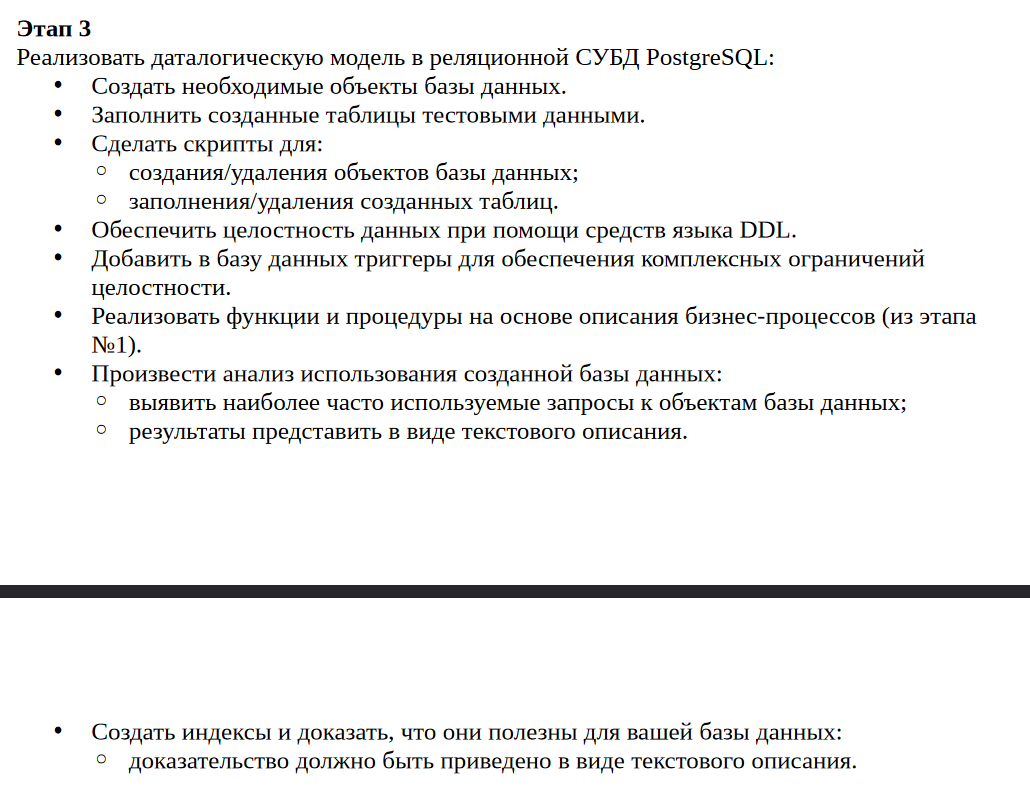 Этап 3
Реализовать даталогическую модель в реляционной СУБД PostgreSQL:
• Создать необходимые объекты базы данных.
• Заполнить созданные таблицы тестовыми данными.
• Сделать скрипты для:
○ создания/удаления объектов базы данных;
○ заполнения/удаления созданных таблиц.
• Обеспечить целостность данных при помощи средств языка DDL.
• Добавить в базу данных триггеры для обеспечения комплексных ограничений
целостности.
• Реализовать функции и процедуры на основе описания бизнес-процессов (из этапа
№1).
• Произвести анализ использования созданной базы данных:
○ выявить наиболее часто используемые запросы к объектам базы данных;
○ результаты представить в виде текстового описания.
• Создать индексы и доказать, что они полезны для вашей базы данных:
○ доказательство должно быть приведено в виде текстового описания.